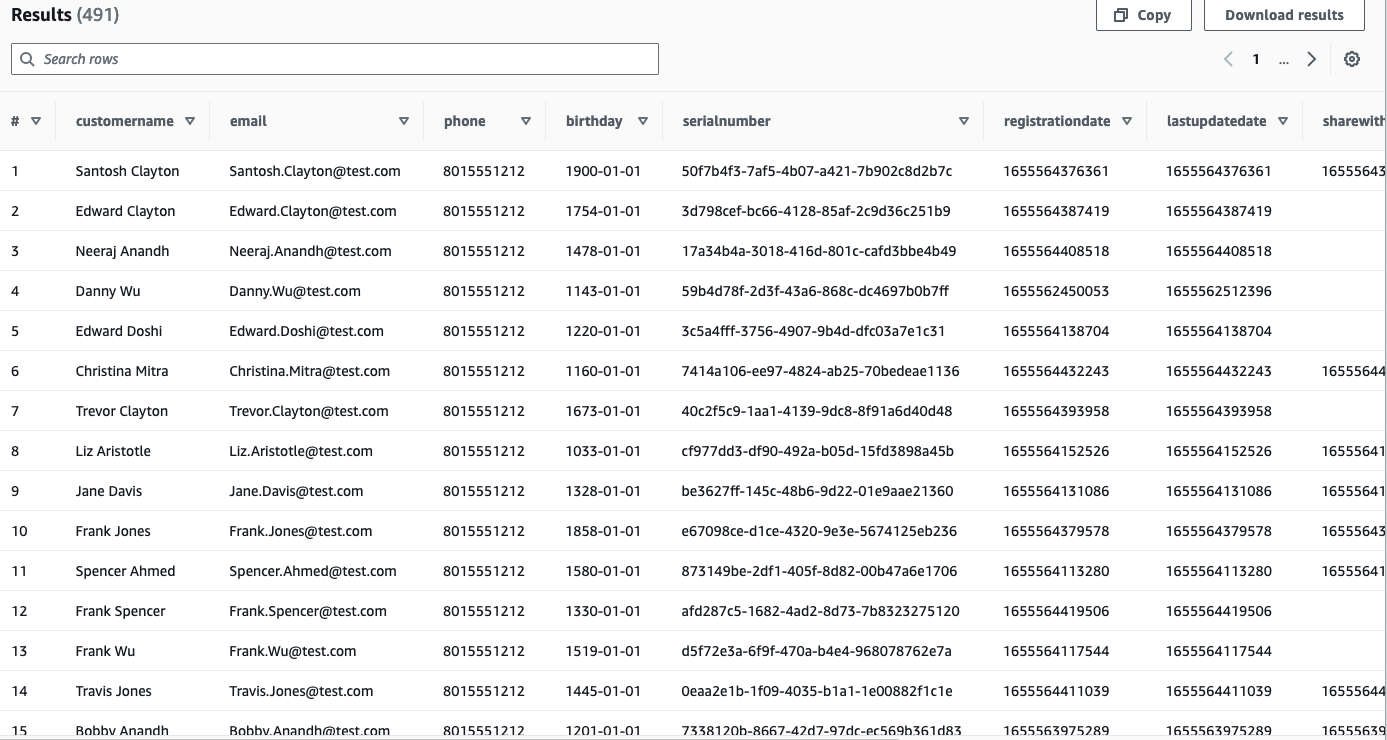 Results (491) Copy Download results
Search rows 1 ...
# customername email phone birthday serialnumber registrationdate lastupdatedate sharewith
1 Santosh Clayton Santosh.Clayton@test.com 8015551212 1900-01-01 50f7b4f3-7af5-4b07-a421-7b902c8d2b7c 1655564376361 1655564376361 16555643
2 Edward Clayton Edward.Clayton@test.com 8015551212 1754-01-01 3d798cef-bc66-4128-85af-2c9d36c251b9 1655564387419 1655564387419
3 Neeraj Anandh Neeraj.Anandh@test.com 8015551212 1478-01-01 17a34b4a-3018-416d-801c-cafd3bbe4b49 1655564408518 1655564408518
4 Danny Wu Danny.Wu@test.com 8015551212 1143-01-01 59b4d78f-2d3f-43a6-868c-dc4697b0b7ff 1655562450053 1655562512396
5 Edward Doshi Edward.Doshi@test.com 8015551212 1220-01-01 3c5a4fff-3756-4907-9b4d-dfc03a7e1c31 1655564138704 1655564138704
6 Christina Mitra Christina.Mitra@test.com 8015551212 1160-01-01 7414a106-ee97-4824-ab25-70bedeae1136 1655564432243 1655564432243 16555644
7 Trevor Clayton Trevor.Clayton@test.com 8015551212 1673-01-01 40c2f5c9-1aa1-4139-9dc8-8f91a6d40d48 1655564393958 1655564393958
8 Liz Aristotle Liz.Aristotle@test.com 8015551212 1033-01-01 cf977dd3-df90-492a-b05d-15fd3898a45b 1655564152526 1655564152526 16555641
9 Jane Davis Jane.Davis@test.com 8015551212 1328-01-01 be3627ff-145c-48b6-9d22-01e9aae21360 1655564131086 1655564131086 16555641
10 Frank Jones Frank.Jones@test.com 8015551212 1858-01-01 e67098ce-d1ce-4320-9e3e-5674125eb236 1655564379578 1655564379578 16555643
11 Spencer Ahmed Spencer.Ahmed@test.com 8015551212 1580-01-01 873149be-2df1-405f-8d82-00b47a6e1706 1655564113280 1655564113280 16555641
12 Frank Spencer Frank.Spencer@test.com 8015551212 1330-01-01 afd287c5-1682-4ad2-8d73-7b8323275120 1655564419506 1655564419506
13 Frank Wu Frank.Wu@test.com 8015551212 1519-01-01 d5f72e3a-6f9f-470a-b4e4-968078762e7a 1655564117544 1655564117544
14 Travis Jones Travis.Jones@test.com 8015551212 1445-01-01 0eaa2e1b-1f09-4035-b1a1-1e00882f1c1e 1655564411039 1655564411039 16555644
15 Bobby Anandh Bobby.Anandh@test.com 8015551212 1201-01-01 7338120b-8667-42d7-97dc-ec569b361d83 1655563975289 1655563975289 16555639